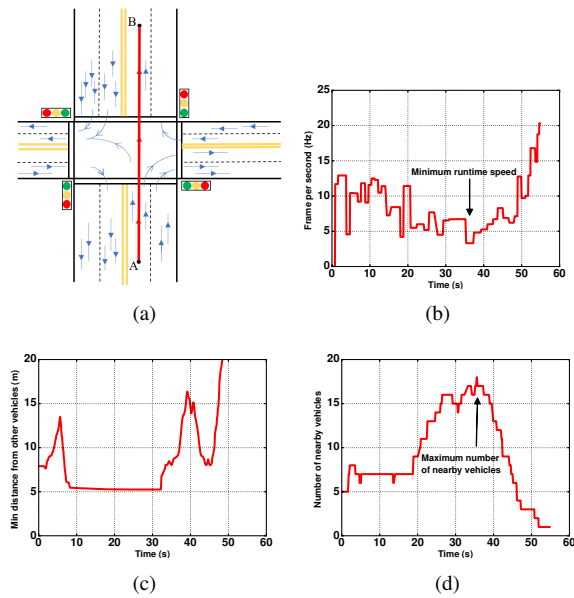 B
A
(a)
Frame per second (Hz)
25
20
15
10
5
0
Minimum runtime speed
0 10 20 30 40 50 60
Time (s)
(b)
Min distance from other vehicles (m)
20
15
10
5
0
0 10 20 30 40 50 60
Time (s)
(c)
Number of nearby vehicles
20
15
10
5
0
Maximum number
of nearby vehicles
0 10 20 30 40 50 60
Time (s)
(d)